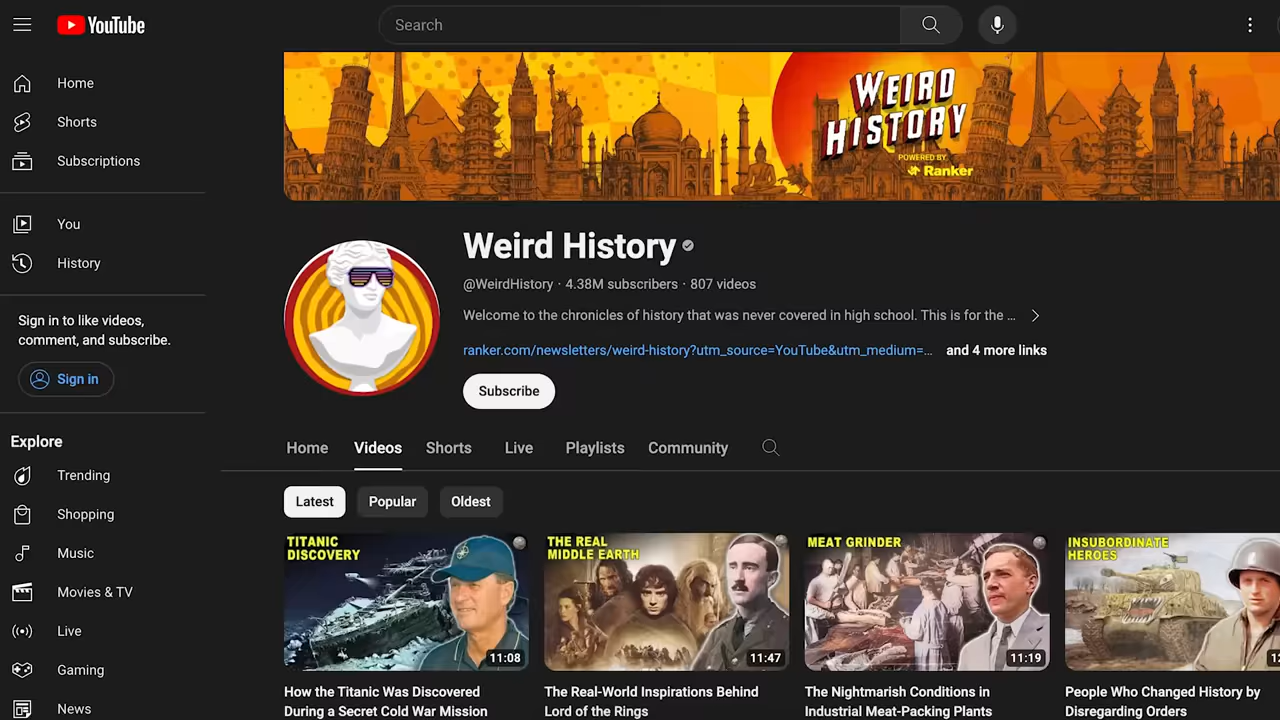 YouTube
Search
Home
Shorts
Subscriptions
You
History
Sign in to like videos,
comment, and subscribe.
Sign in
Explore
Trending
Shopping
Music
Movies & TV
Live
Gaming
News
WEIRD
HISTORY
POWERED BY
Ranker
Weird History
@WeirdHistory · 4.38M subscribers · 807 videos
Welcome to the chronicles of history that was never covered in high school. This is for the ...
ranker.com/newsletters/weird-history?utm_source=YouTube&utm_medium=... and 4 more links
Subscribe
Home Videos Shorts Live Playlists Community
Latest Popular Oldest
TITANIC
DISCOVERY
11:08
How the Titanic Was Discovered
During a Secret Cold War Mission
THE REAL
MIDDLE EARTH
11:47
The Real-World Inspirations Behind
Lord of the Rings
MEAT GRINDER
11:19
The Nightmarish Conditions in
Industrial Meat-Packing Plants
INSUBORDINATE
HEROES
People Who Changed History by
Disregarding Orders